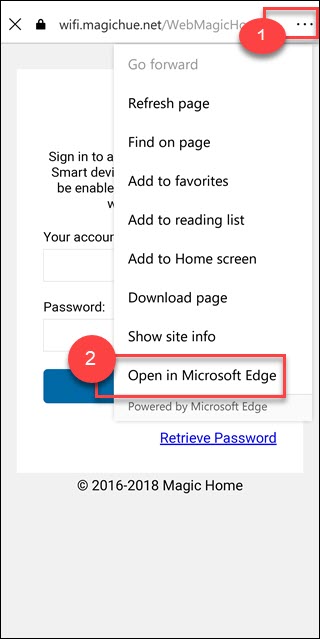 wifi.magichue.net/WebMagicHo
1
Go forward
Refresh page
Find on page
Add to favorites
Add to reading list
Add to Home screen
Download page
Show site info
2
Open in Microsoft Edge
Powered by Microsoft Edge
Sign in to a
Smart devi
be enable
w
Your accoun
Password:
Retrieve Password
© 2016-2018 Magic Home